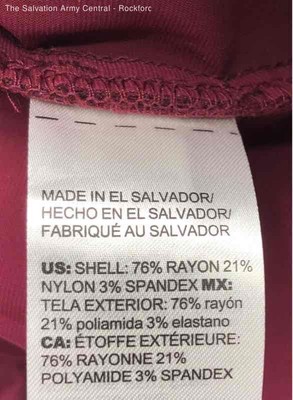 The Salvation Army Central - Rockford
MADE IN EL SALVADOR/
HECHO EN EL SALVADOR/
FABRIQUÉ AU SALVADOR
US: SHELL: 76% RAYON 21%
NYLON 3% SPANDEX MX:
TELA EXTERIOR: 76% rayón
21% poliamida 3% elastano
CA: ÉTOFFE EXTÉRIEURE:
76% RAYONNE 21%
POLYAMIDE 3% SPANDEX